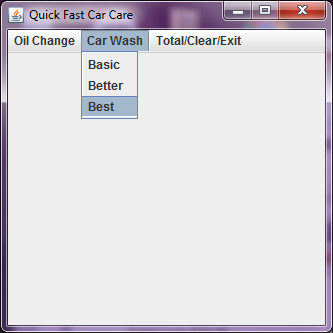 Quick Fast Car Care
Oil Change Car Wash Total/Clear/Exit
Basic
Better
Best